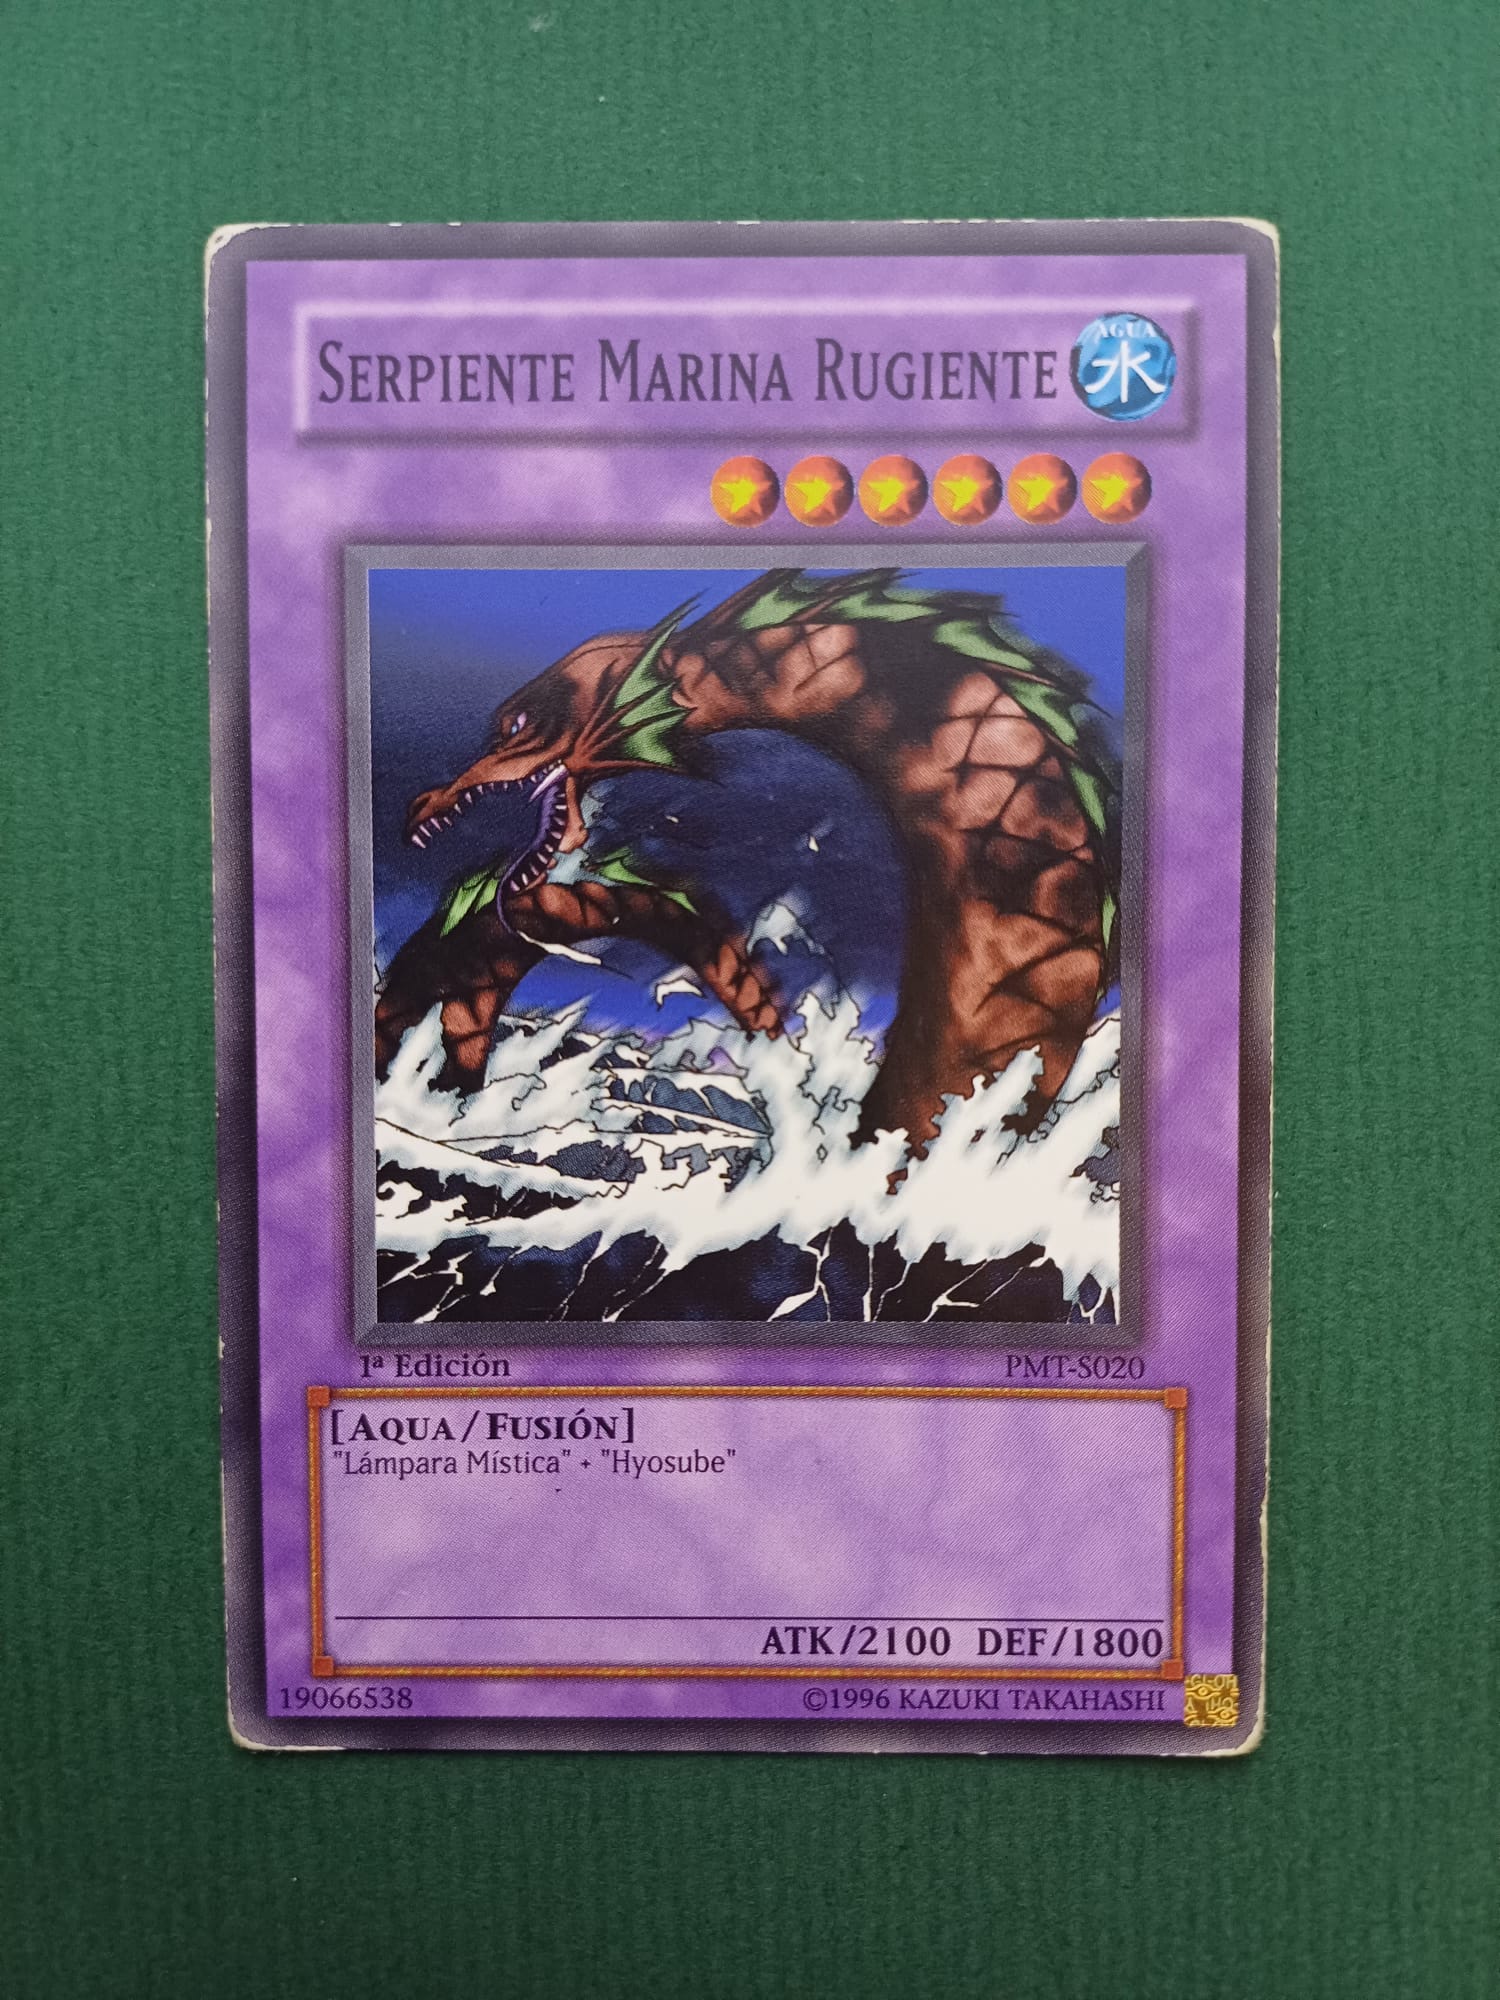 SERPIENTE MARINA RUGIENTE
AGUA
水
1ª Edición
PMT-S020
[AQUA/FUSIÓN]
"Lámpara Mística" + "Hyosube"
ATK/2100 DEF/1800
19066538
©1996 KAZUKI TAKAHASHI